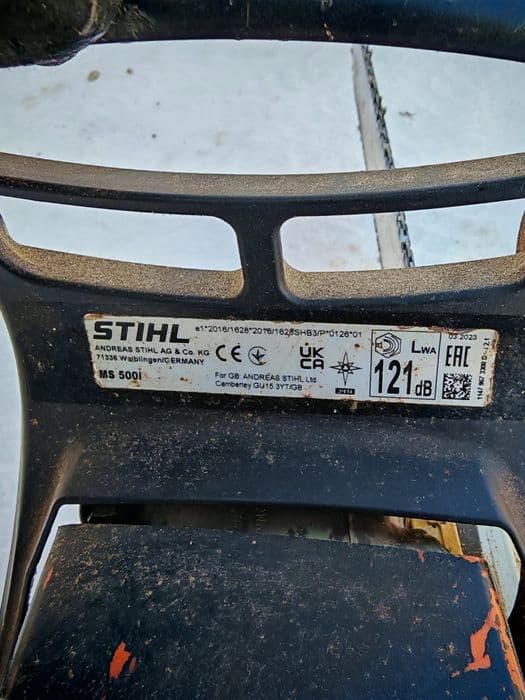 STIHL
e1*2016/1628*2016/1628SHB3/P*0126*01
ANDREAS STIHL AG & Co. KG
71336 Waiblingen/GERMANY
MS 500i
CE
UK
CA
For GB: ANDREAS STIHL Ltd.
Camberley GU15 3YT/GB
LWA
121 dB
03.2023
EAC